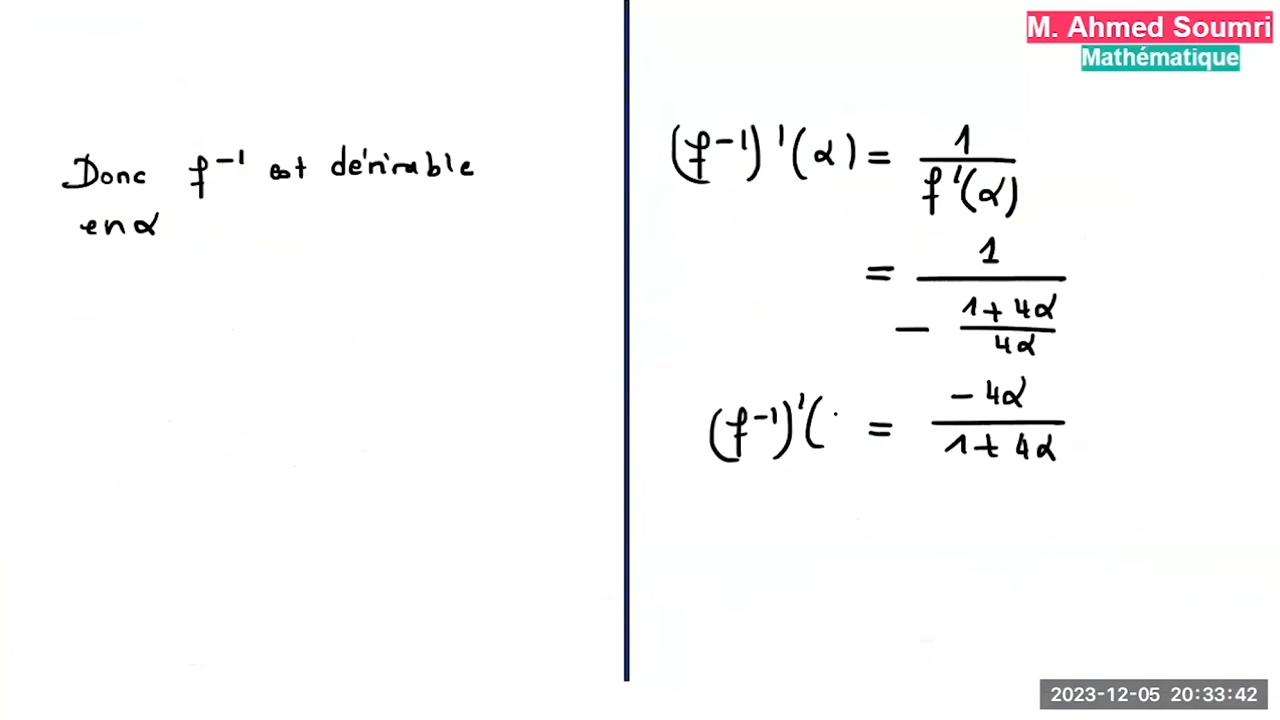 M. Ahmed Soumri
Mathématique
Donc f⁻¹ est dérivable
en α
(f⁻¹)'(α) = 1 / f'(α)
= 1 / (- (1 + 4α) / 4α)
(f⁻¹)'( = - 4α / 1 + 4α
2023-12-05 20:33:42